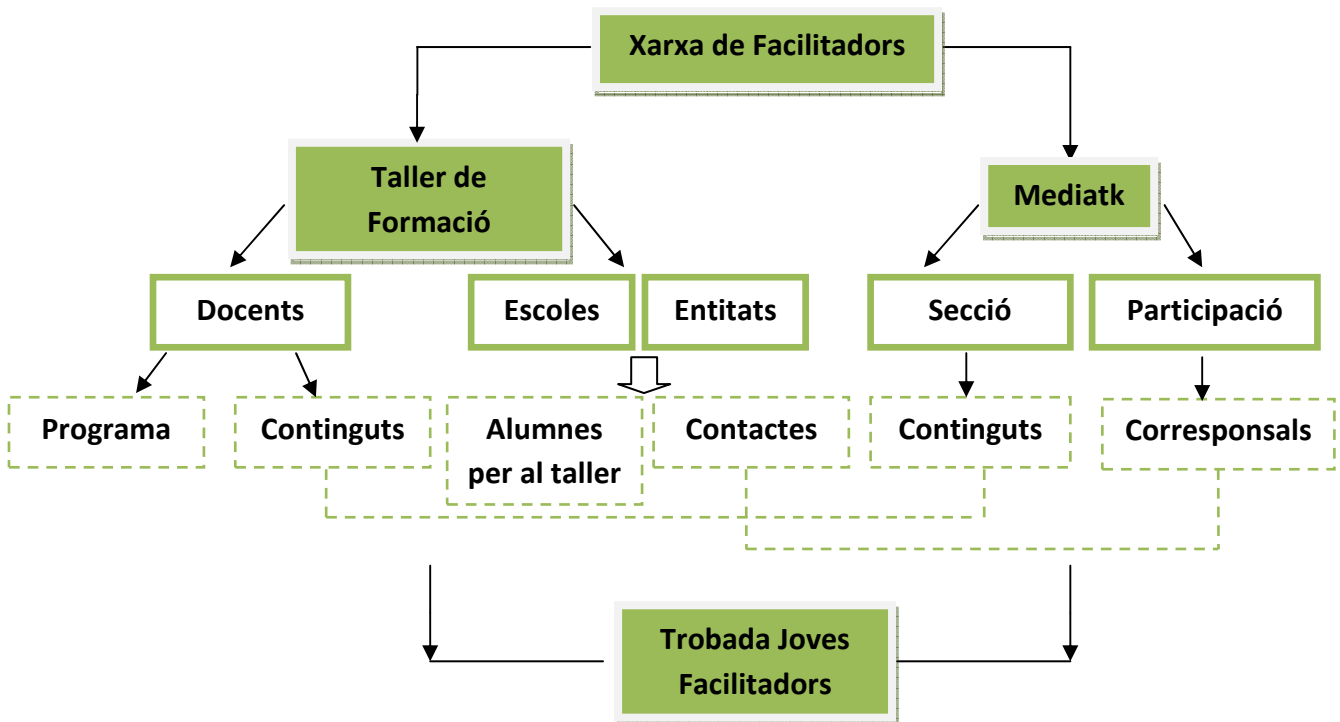 Xarxa de Facilitadors
Taller de
Formació
Mediatk
Docents
Escoles
Entitats
Secció
Participació
Programa
Continguts
Alumnes
per al taller
Contactes
Continguts
Corresponsals
Trobada Joves
Facilitadors